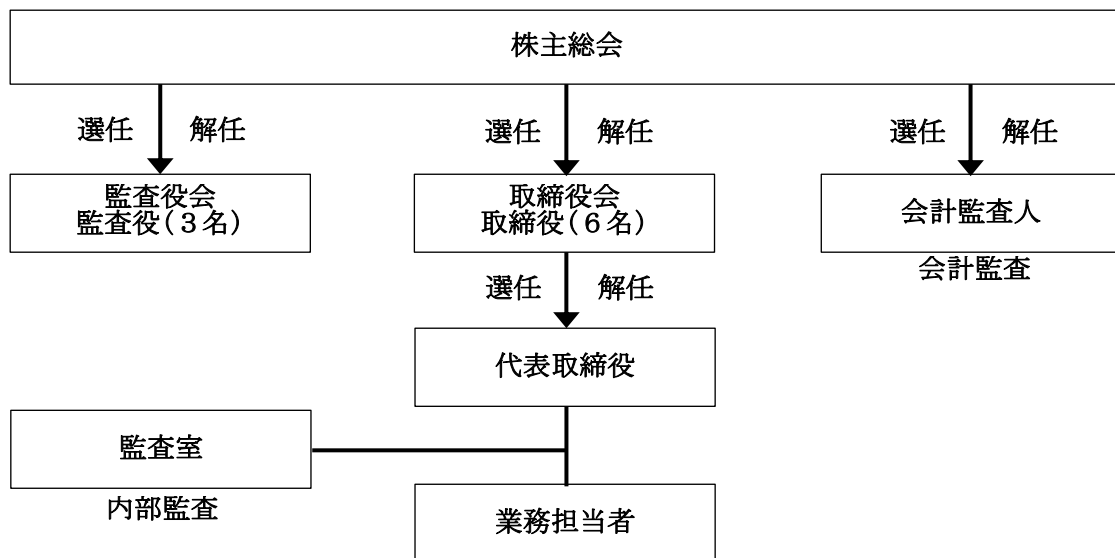 株主総会
選任 解任
選任 解任
選任 解任
監査役会
監査役(3名)
取締役会
取締役(6名)
会計監査人
会計監査
選任 解任
代表取締役
監査室
内部監査
業務担当者